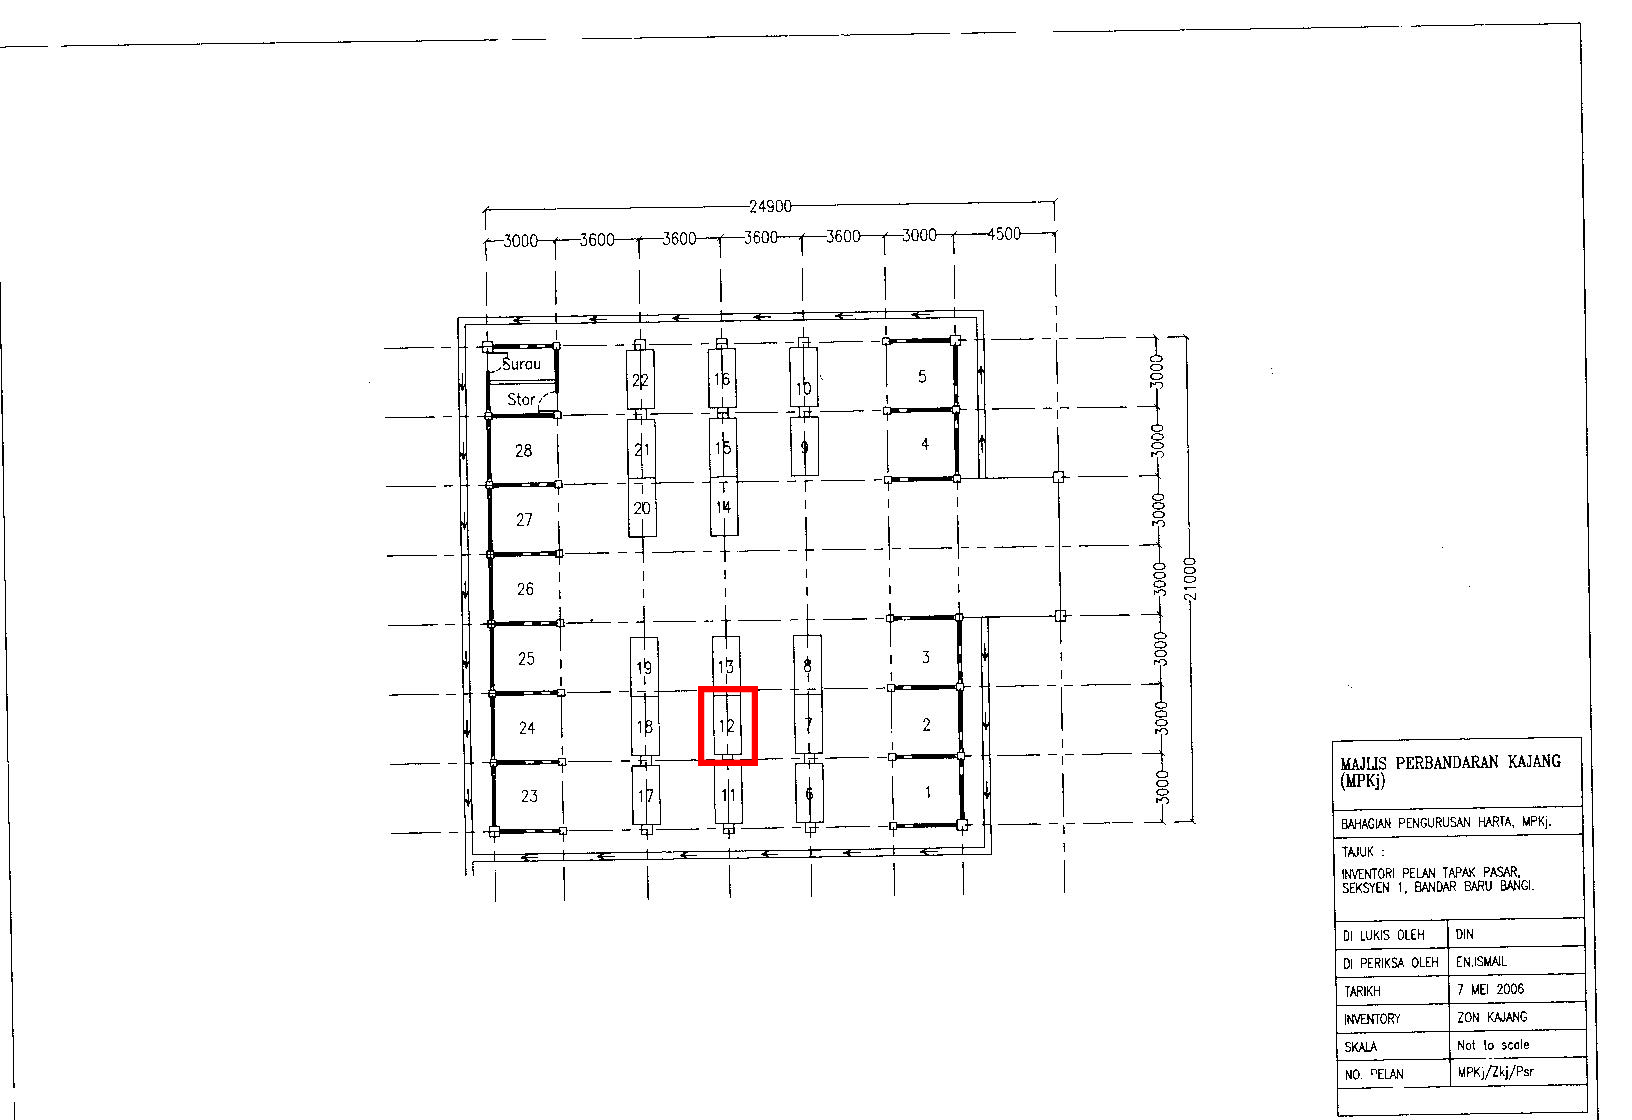 24900
3000 3600 3600 3600 3600 3000 4500
Surau
Stor
22 16 10 5
28 21 15 9 4
27 20 14
26
25 19 13 8 3
24 18 12 7 2
23 17 11 6 1
3000
3000
3000
3000
3000
3000
3000
21000
MAJLIS PERBANDARAN KAJANG
(MPKj)
BAHAGIAN PENGURUSAN HARTA, MPKj.
TAJUK :
INVENTORI PELAN TAPAK PASAR,
SEKSYEN 1, BANDAR BARU BANGI.
DI LUKIS OLEH DIN
DI PERIKSA OLEH EN.ISMAIL
TARIKH 7 MEI 2006
INVENTORY ZON KAJANG
SKALA Not to scale
NO. PELAN MPKj/Zkj/Psr